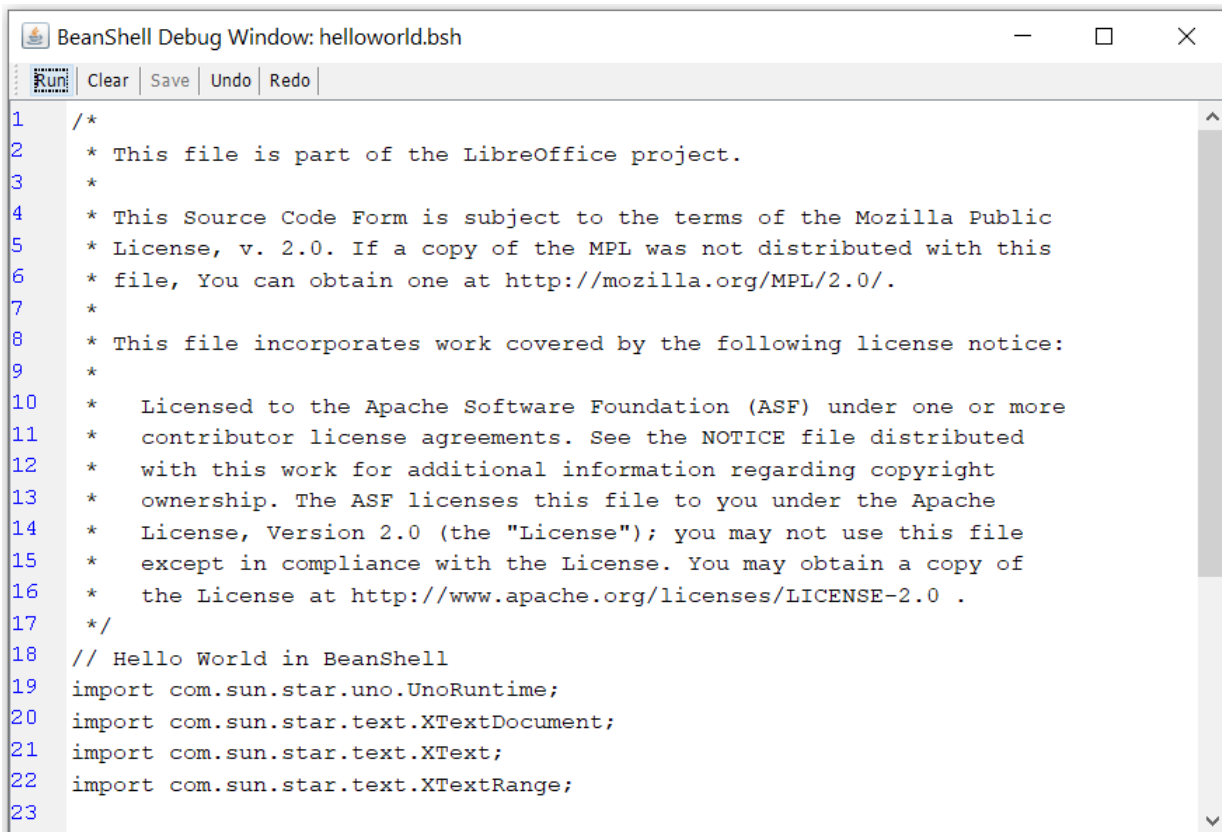 BeanShell Debug Window: helloworld.bsh
Run Clear Save Undo Redo
1 /*
2  * This file is part of the LibreOffice project.
3  *
4  * This Source Code Form is subject to the terms of the Mozilla Public
5  * License, v. 2.0. If a copy of the MPL was not distributed with this
6  * file, You can obtain one at http://mozilla.org/MPL/2.0/.
7  *
8  * This file incorporates work covered by the following license notice:
9  *
10  *   Licensed to the Apache Software Foundation (ASF) under one or more
11  *   contributor license agreements. See the NOTICE file distributed
12  *   with this work for additional information regarding copyright
13  *   ownership. The ASF licenses this file to you under the Apache
14  *   License, Version 2.0 (the "License"); you may not use this file
15  *   except in compliance with the License. You may obtain a copy of
16  *   the License at http://www.apache.org/licenses/LICENSE-2.0 .
17  */
18 // Hello World in BeanShell
19 import com.sun.star.uno.UnoRuntime;
20 import com.sun.star.text.XTextDocument;
21 import com.sun.star.text.XText;
22 import com.sun.star.text.XTextRange;
23